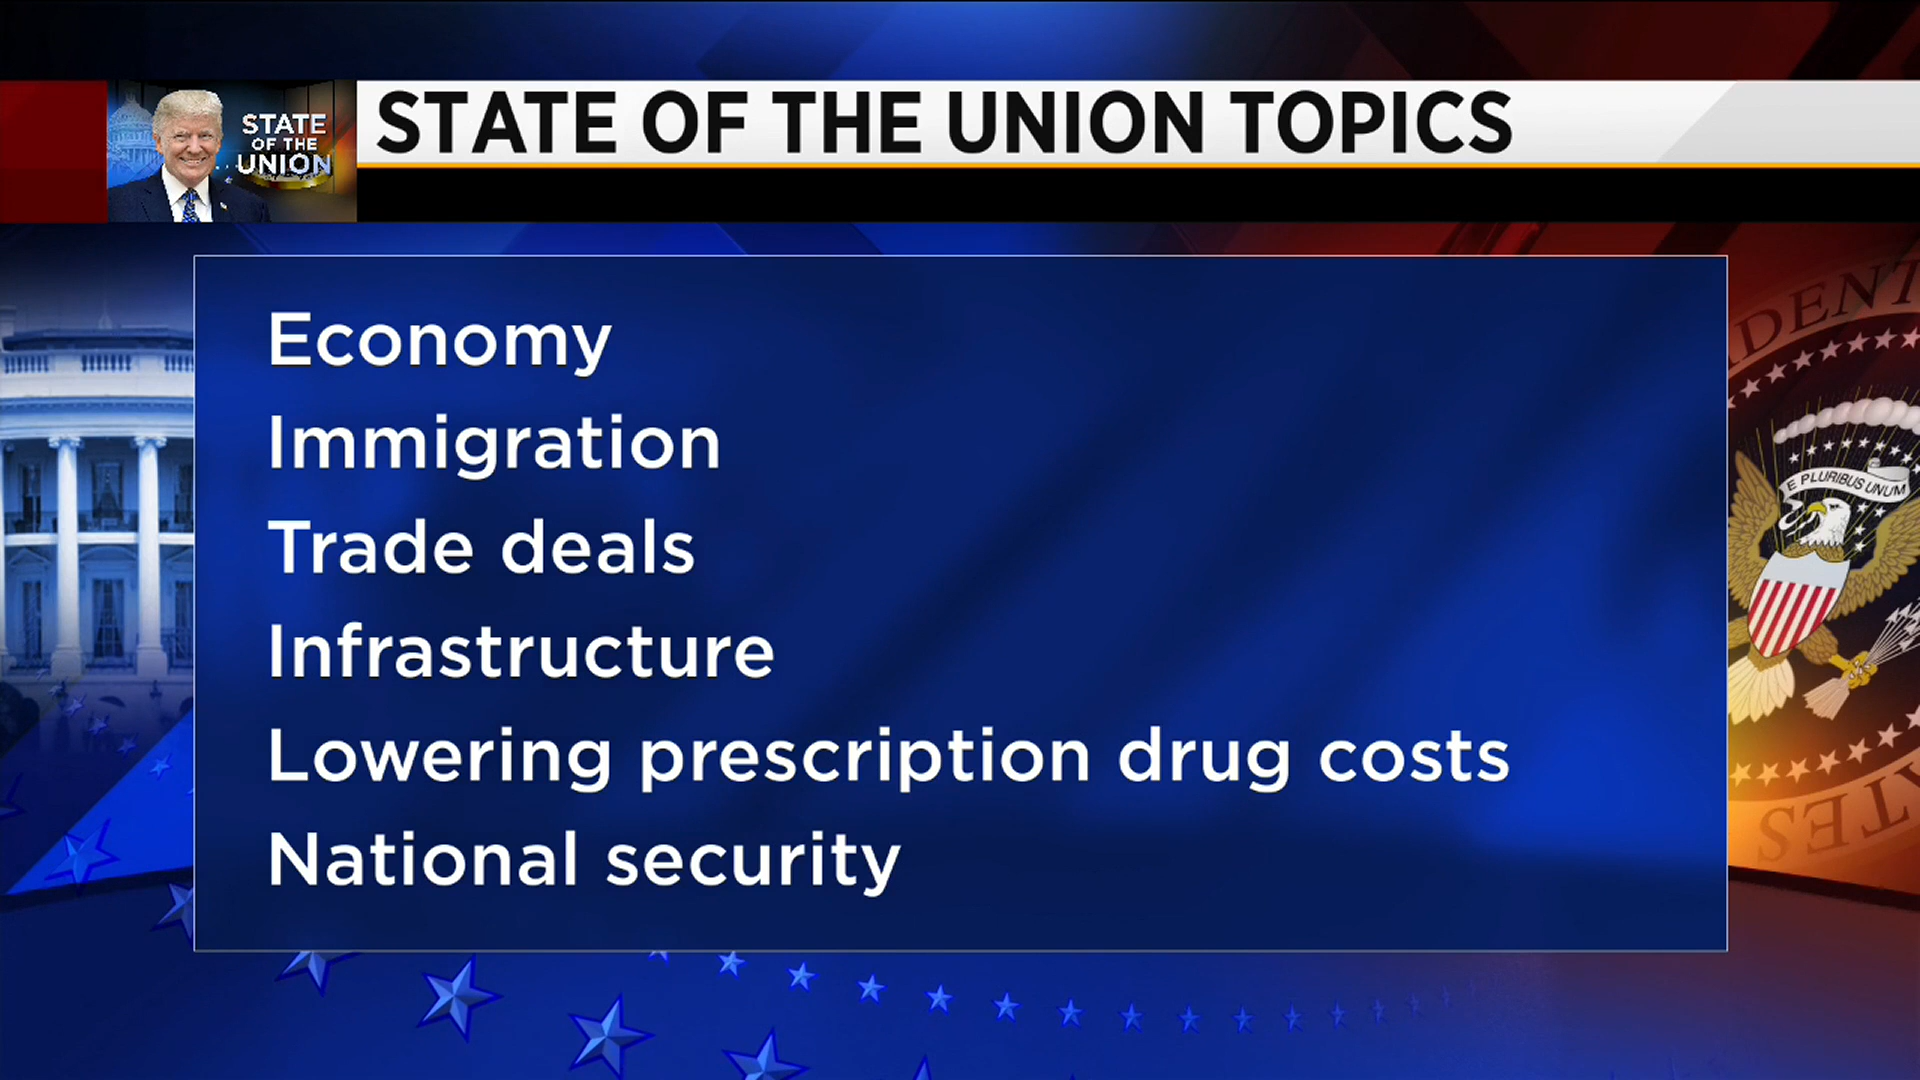 STATE
OF THE
UNION
STATE OF THE UNION TOPICS
Economy
Immigration
Trade deals
Infrastructure
Lowering prescription drug costs
National security
E PLURIBUS UNUM